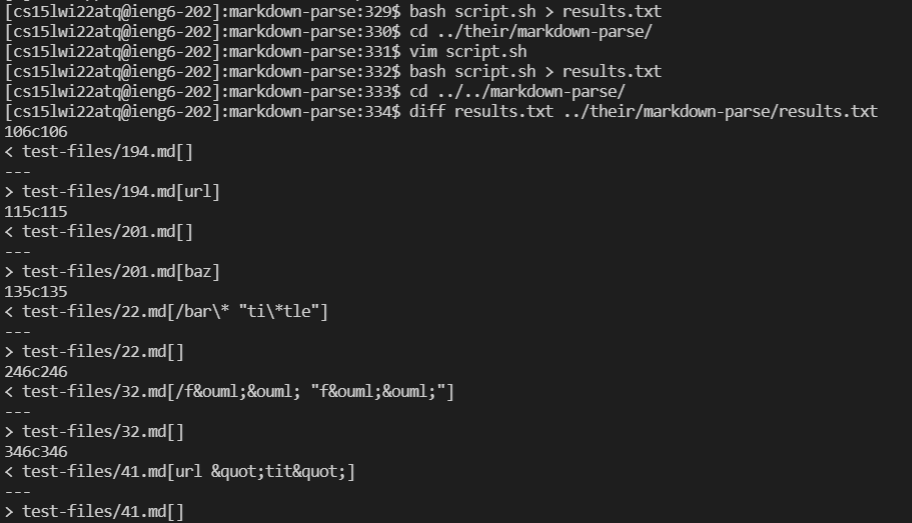 [cs15lwi22atq@ieng6-202]:markdown-parse:329$ bash script.sh > results.txt
[cs15lwi22atq@ieng6-202]:markdown-parse:330$ cd ../their/markdown-parse/
[cs15lwi22atq@ieng6-202]:markdown-parse:331$ vim script.sh
[cs15lwi22atq@ieng6-202]:markdown-parse:332$ bash script.sh > results.txt
[cs15lwi22atq@ieng6-202]:markdown-parse:333$ cd ../../markdown-parse/
[cs15lwi22atq@ieng6-202]:markdown-parse:334$ diff results.txt ../their/markdown-parse/results.txt
106c106
< test-files/194.md[]
---
> test-files/194.md[url]
115c115
< test-files/201.md[]
---
> test-files/201.md[baz]
135c135
< test-files/22.md[/bar\* "ti\*tle"]
---
> test-files/22.md[]
246c246
< test-files/32.md[/f&ouml;&ouml; "f&ouml;&ouml;"]
---
> test-files/32.md[]
346c346
< test-files/41.md[url &quot;tit&quot;]
---
> test-files/41.md[]